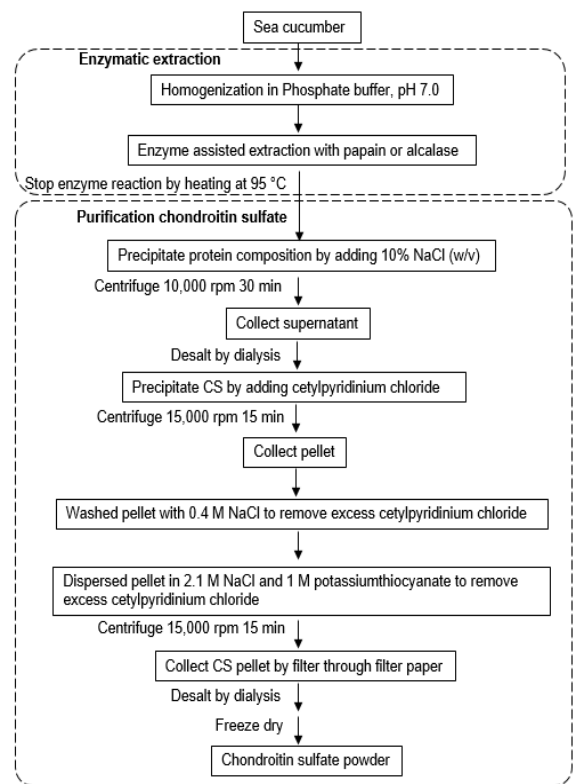 Sea cucumber
Enzymatic extraction
Homogenization in Phosphate buffer, pH 7.0
Enzyme assisted extraction with papain or alcalase
Stop enzyme reaction by heating at 95 °C
Purification chondroitin sulfate
Precipitate protein composition by adding 10% NaCl (w/v)
Centrifuge 10,000 rpm 30 min
Collect supernatant
Desalt by dialysis
Precipitate CS by adding cetylpyridinium chloride
Centrifuge 15,000 rpm 15 min
Collect pellet
Washed pellet with 0.4 M NaCl to remove excess cetylpyridinium chloride
Dispersed pellet in 2.1 M NaCl and 1 M potassiumthiocyanate to remove
excess cetylpyridinium chloride
Centrifuge 15,000 rpm 15 min
Collect CS pellet by filter through filter paper
Desalt by dialysis
Freeze dry
Chondroitin sulfate powder